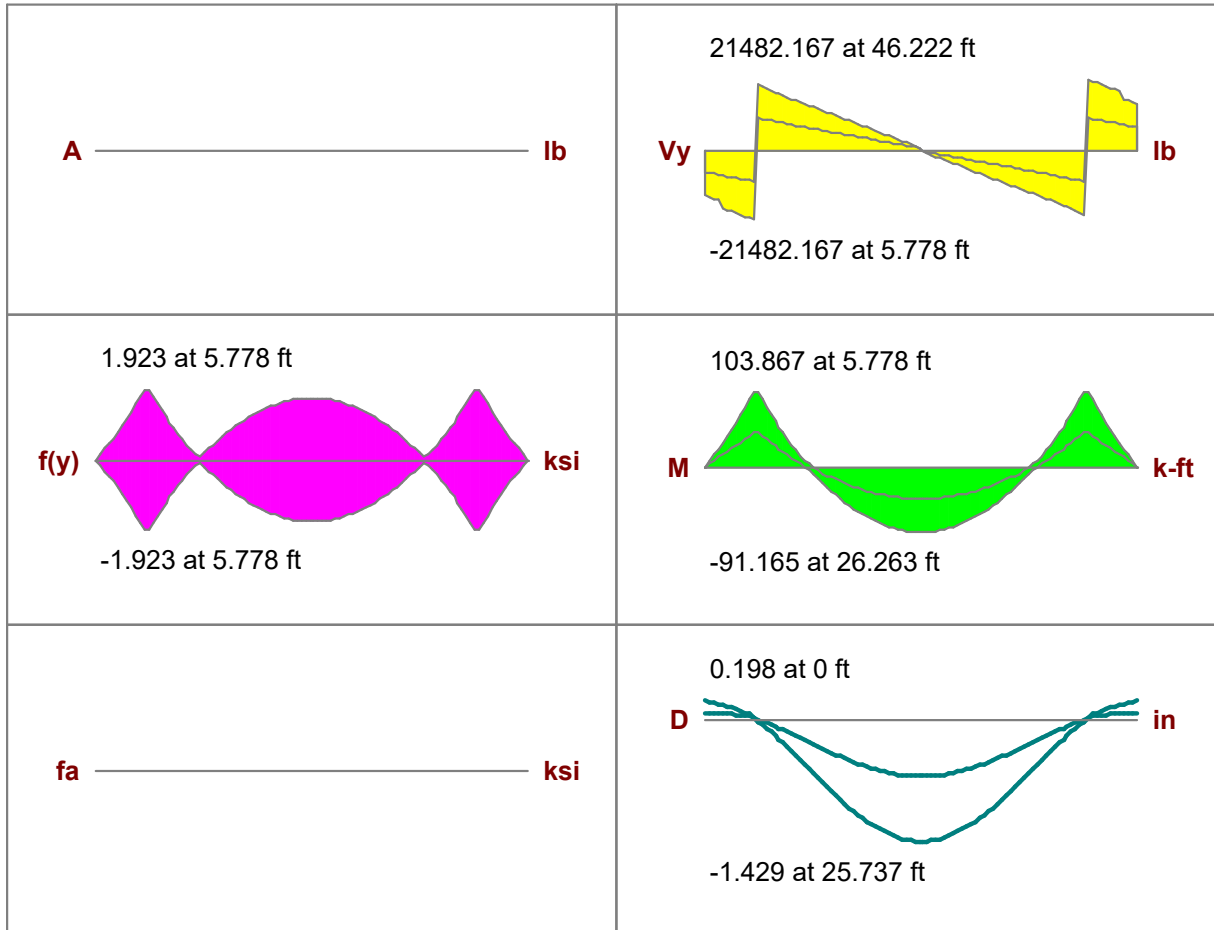 A
lb
21482.167 at 46.222 ft
Vy
lb
-21482.167 at 5.778 ft
1.923 at 5.778 ft
f(y)
ksi
-1.923 at 5.778 ft
103.867 at 5.778 ft
M
k-ft
-91.165 at 26.263 ft
fa
ksi
0.198 at 0 ft
D
in
-1.429 at 25.737 ft